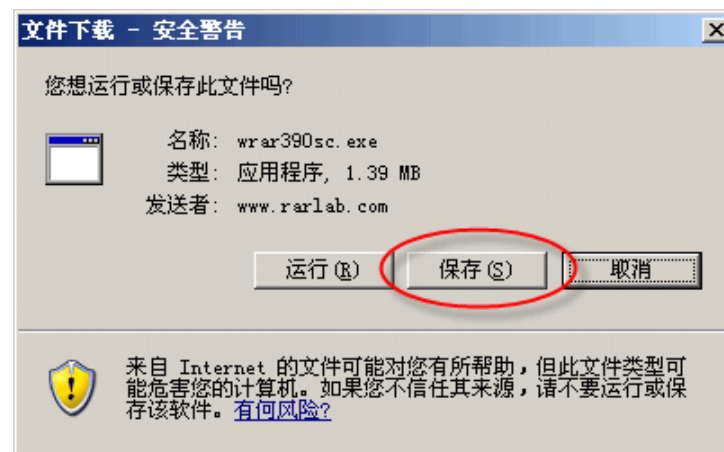 文件下载 - 安全警告
您想运行或保存此文件吗?
名称: wrar390sc.exe
类型: 应用程序, 1.39 MB
发送者: www.rarlab.com
运行(R) 保存(S) 取消
来自 Internet 的文件可能对您有所帮助，但此文件类型可
能危害您的计算机。如果您不信任其来源，请不要运行或保
存该软件。有何风险?